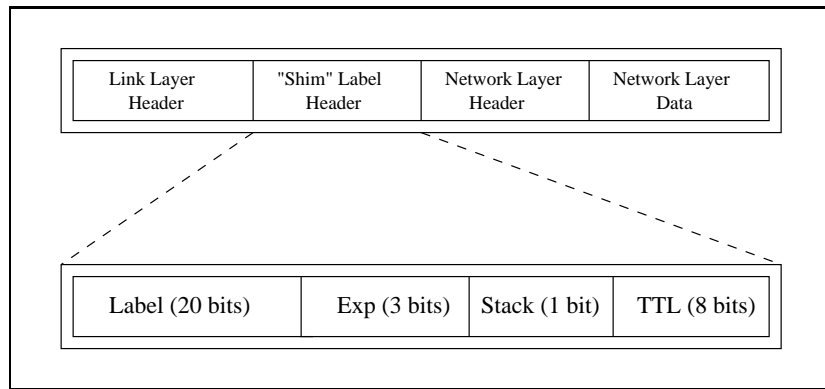 Link Layer
Header
"Shim" Label
Header
Network Layer
Header
Network Layer
Data
Label (20 bits)
Exp (3 bits)
Stack (1 bit)
TTL (8 bits)